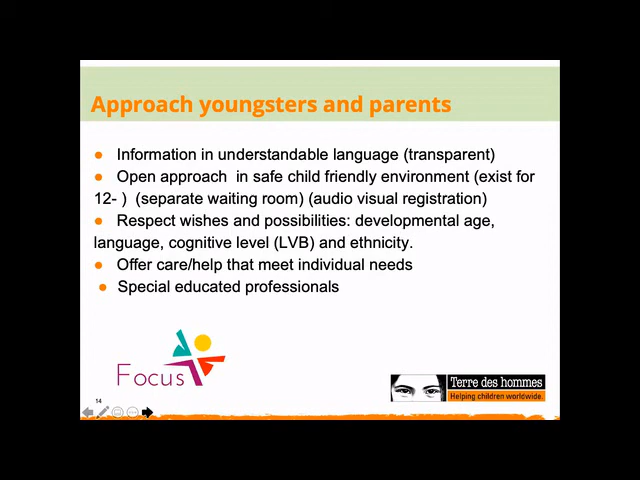 Approach youngsters and parents
● Information in understandable language (transparent)
● Open approach in safe child friendly environment (exist for
12- ) (separate waiting room) (audio visual registration)
● Respect wishes and possibilities: developmental age,
language, cognitive level (LVB) and ethnicity.
● Offer care/help that meet individual needs
● Special educated professionals
Focus
Terre des hommes
Helping children worldwide.
14